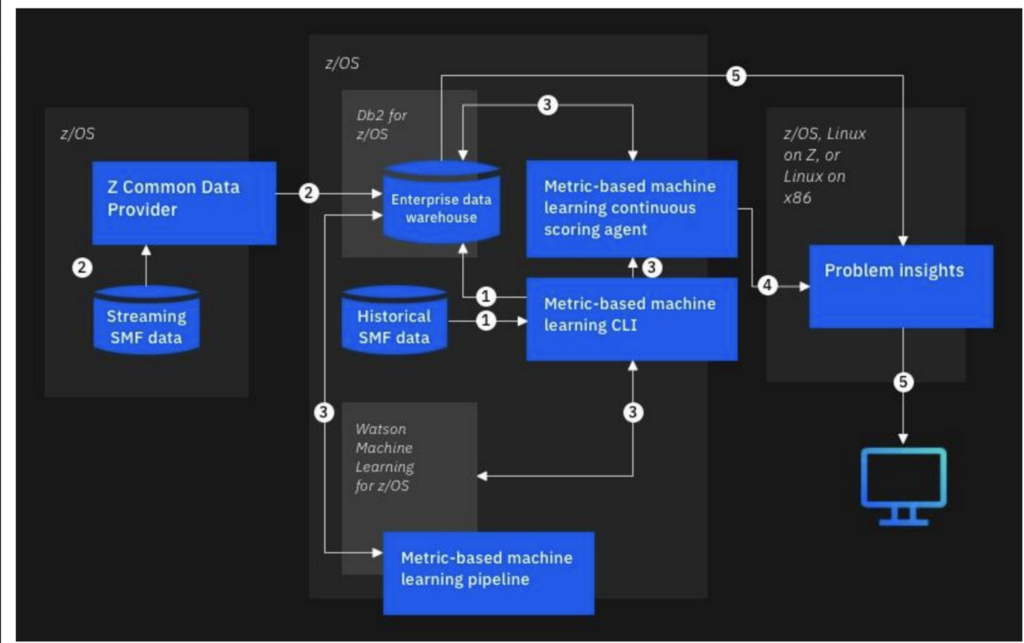 z/OS
Z Common Data
Provider
2
Streaming
SMF data
2
z/OS
Db2 for
z/OS
Enterprise data
warehouse
3
5
Metric-based machine
learning continuous
scoring agent
3
1
1
Historical
SMF data
Metric-based machine
learning CLI
3
3
Watson
Machine
Learning
for z/OS
Metric-based machine
learning pipeline
4
z/OS, Linux
on Z, or
Linux on
x86
Problem insights
5